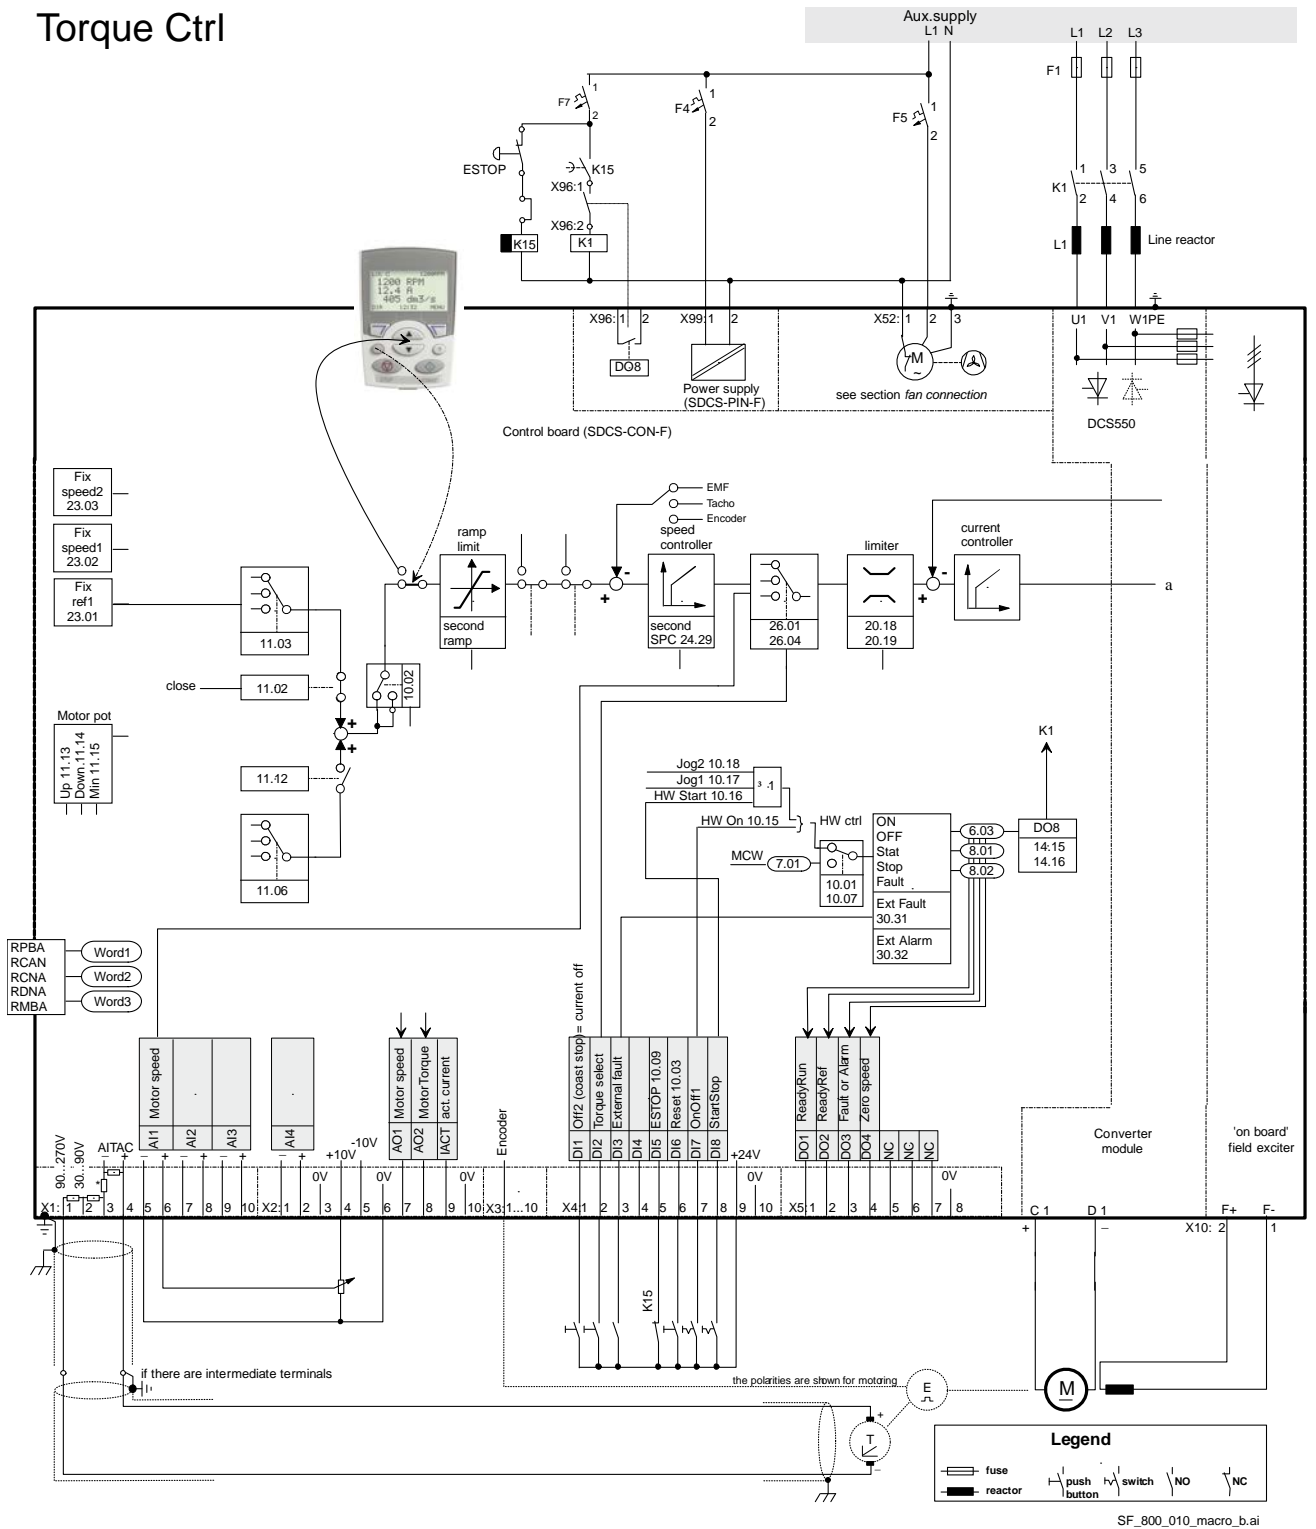 Torque Ctrl
Aux.supply
L1 N
L1 L2 L3
F1
F7 1 2
F4 1 2
F5 1 2
ESTOP
K15
X96:1
X96:2
K15
K1
K1
1 3 5
2 4 6
L1
Line reactor
1200 RPM
12.4 A
405 dm3/s
X96: 1 2
X99:1 2
X52: 1 2 3
U1 V1 W1PE
DO8
Power supply
(SDCS-PIN-F)
M
~
see section fan connection
DCS550
Control board (SDCS-CON-F)
Fix
speed2
23.03
Fix
speed1
23.02
Fix
ref1
23.01
EMF
Tacho
Encoder
ramp
limit
speed
controller
limiter
current
controller
- + - +
a
second
ramp
second
SPC 24.29
26.01
26.04
20.18
20.19
11.03
close
11.02
10.02
Motor pot
Up 11.13
Down.11.14
Min 11.15
+
+
11.12
11.06
K1
Jog2 10.18
Jog1 10.17
HW Start 10.16
³ .1
HW On 10.15
}
HW ctrl
MCW
7.01
10.01
10.07
ON
OFF
Stat
Stop
Fault
Ext Fault
30.31
Ext Alarm
30.32
6.03
8.01
8.02
DO8
14:15
14.16
RPBA
RCAN
RCNA
RDNA
RMBA
Word1
Word2
Word3
Motor speed
AI1
AI2
AI3
AI4
Motor speed
MotorTorque
act. current
AO1
AO2
IACT
Encoder
Off2 (coast stop)= current off
Torque select
External fault
ESTOP 10.09
Reset 10.03
OnOff1
StartStop
DI1 DI2 DI3 DI4 DI5 DI6 DI7 DI8
ReadyRun
ReadyRef
Fault or Alarm
Zero speed
DO1 DO2 DO3 DO4 NC NC NC
90...270V
30...90V
AITAC
- + - + - + - + - +
0V
+10V
-10V
0V
0V
+24V
0V
0V
Converter
module
'on board'
field exciter
X1: 1 2 3 4 5 6 7 8 9 10
X2: 1 2 3 4 5 6 7 8 9 10
X3:1...10
X4:1 2 3 4 5 6 7 8 9 10
X5:1 2 3 4 5 6 7 8
C 1 D 1
+ −
F+ F-
X10: 2 1
K15
if there are intermediate terminals
the polarities are shown for motoring
E
M
T
+
−
Legend
fuse
reactor
push
button
switch
NO
NC
SF_800_010_macro_b.ai